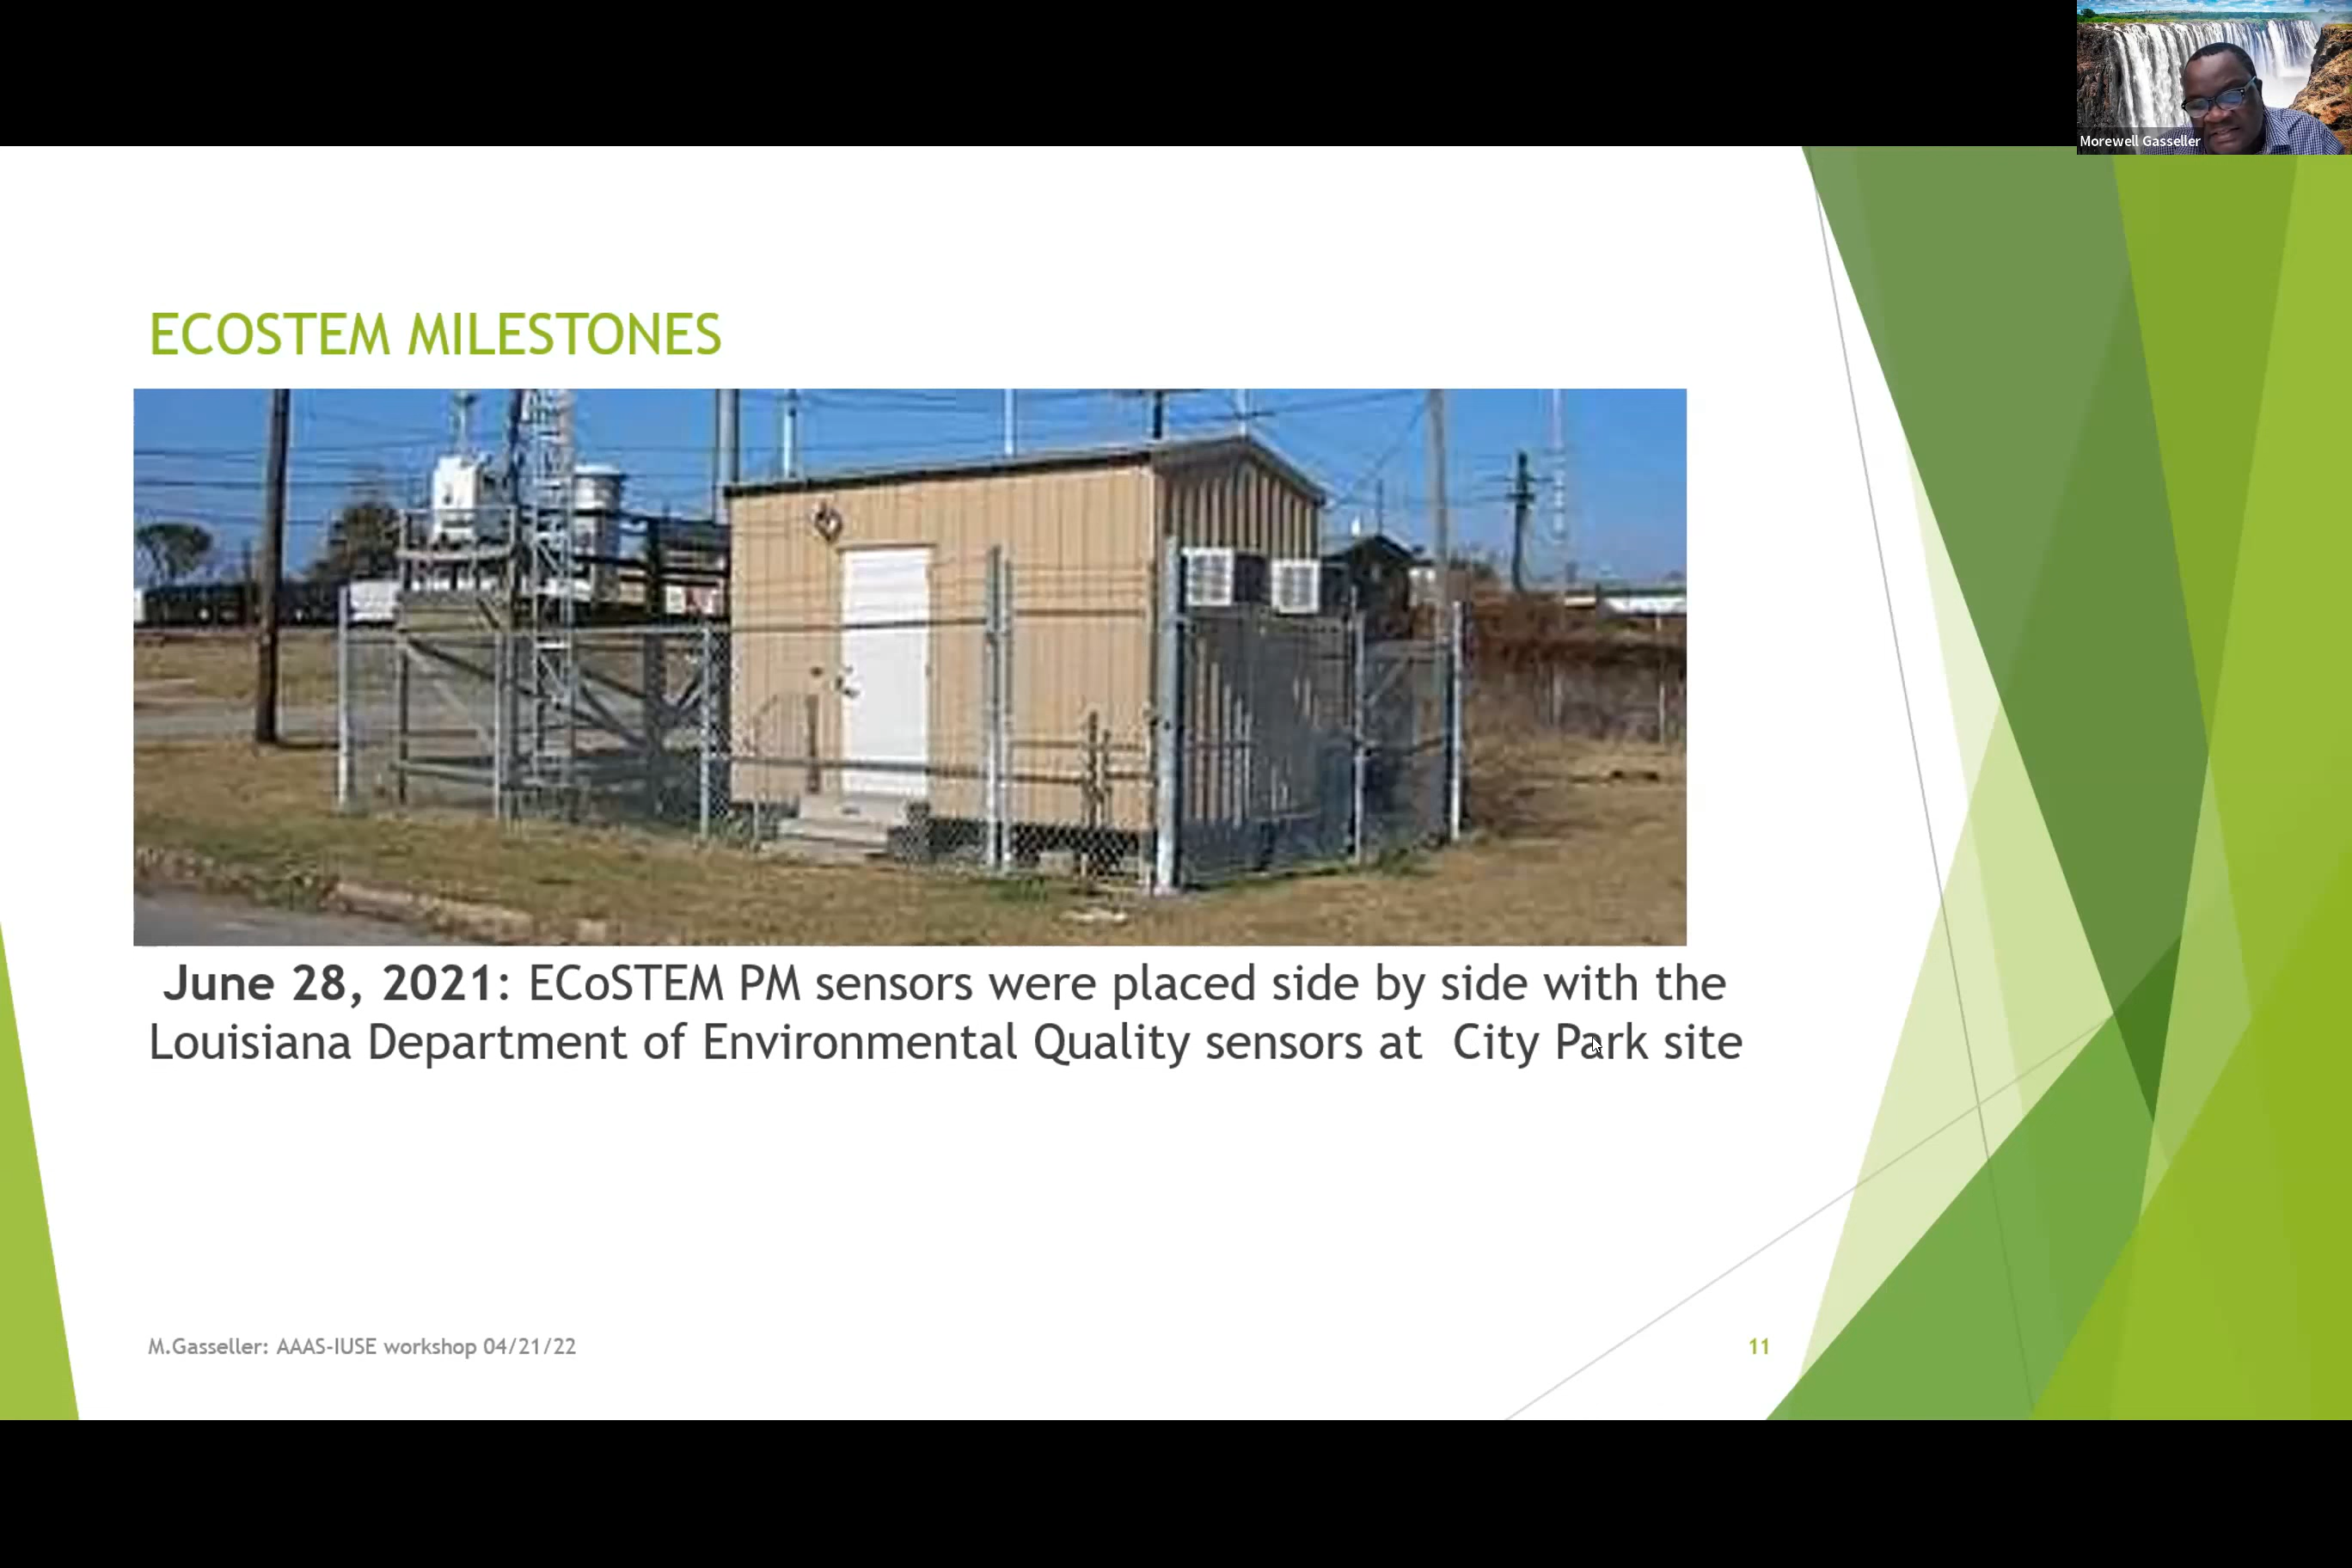 Morewell Gasseller
ECOSTEM MILESTONES
June 28, 2021: ECoSTEM PM sensors were placed side by side with the
Louisiana Department of Environmental Quality sensors at  City Park site
M.Gasseller: AAAS-IUSE workshop 04/21/22
11